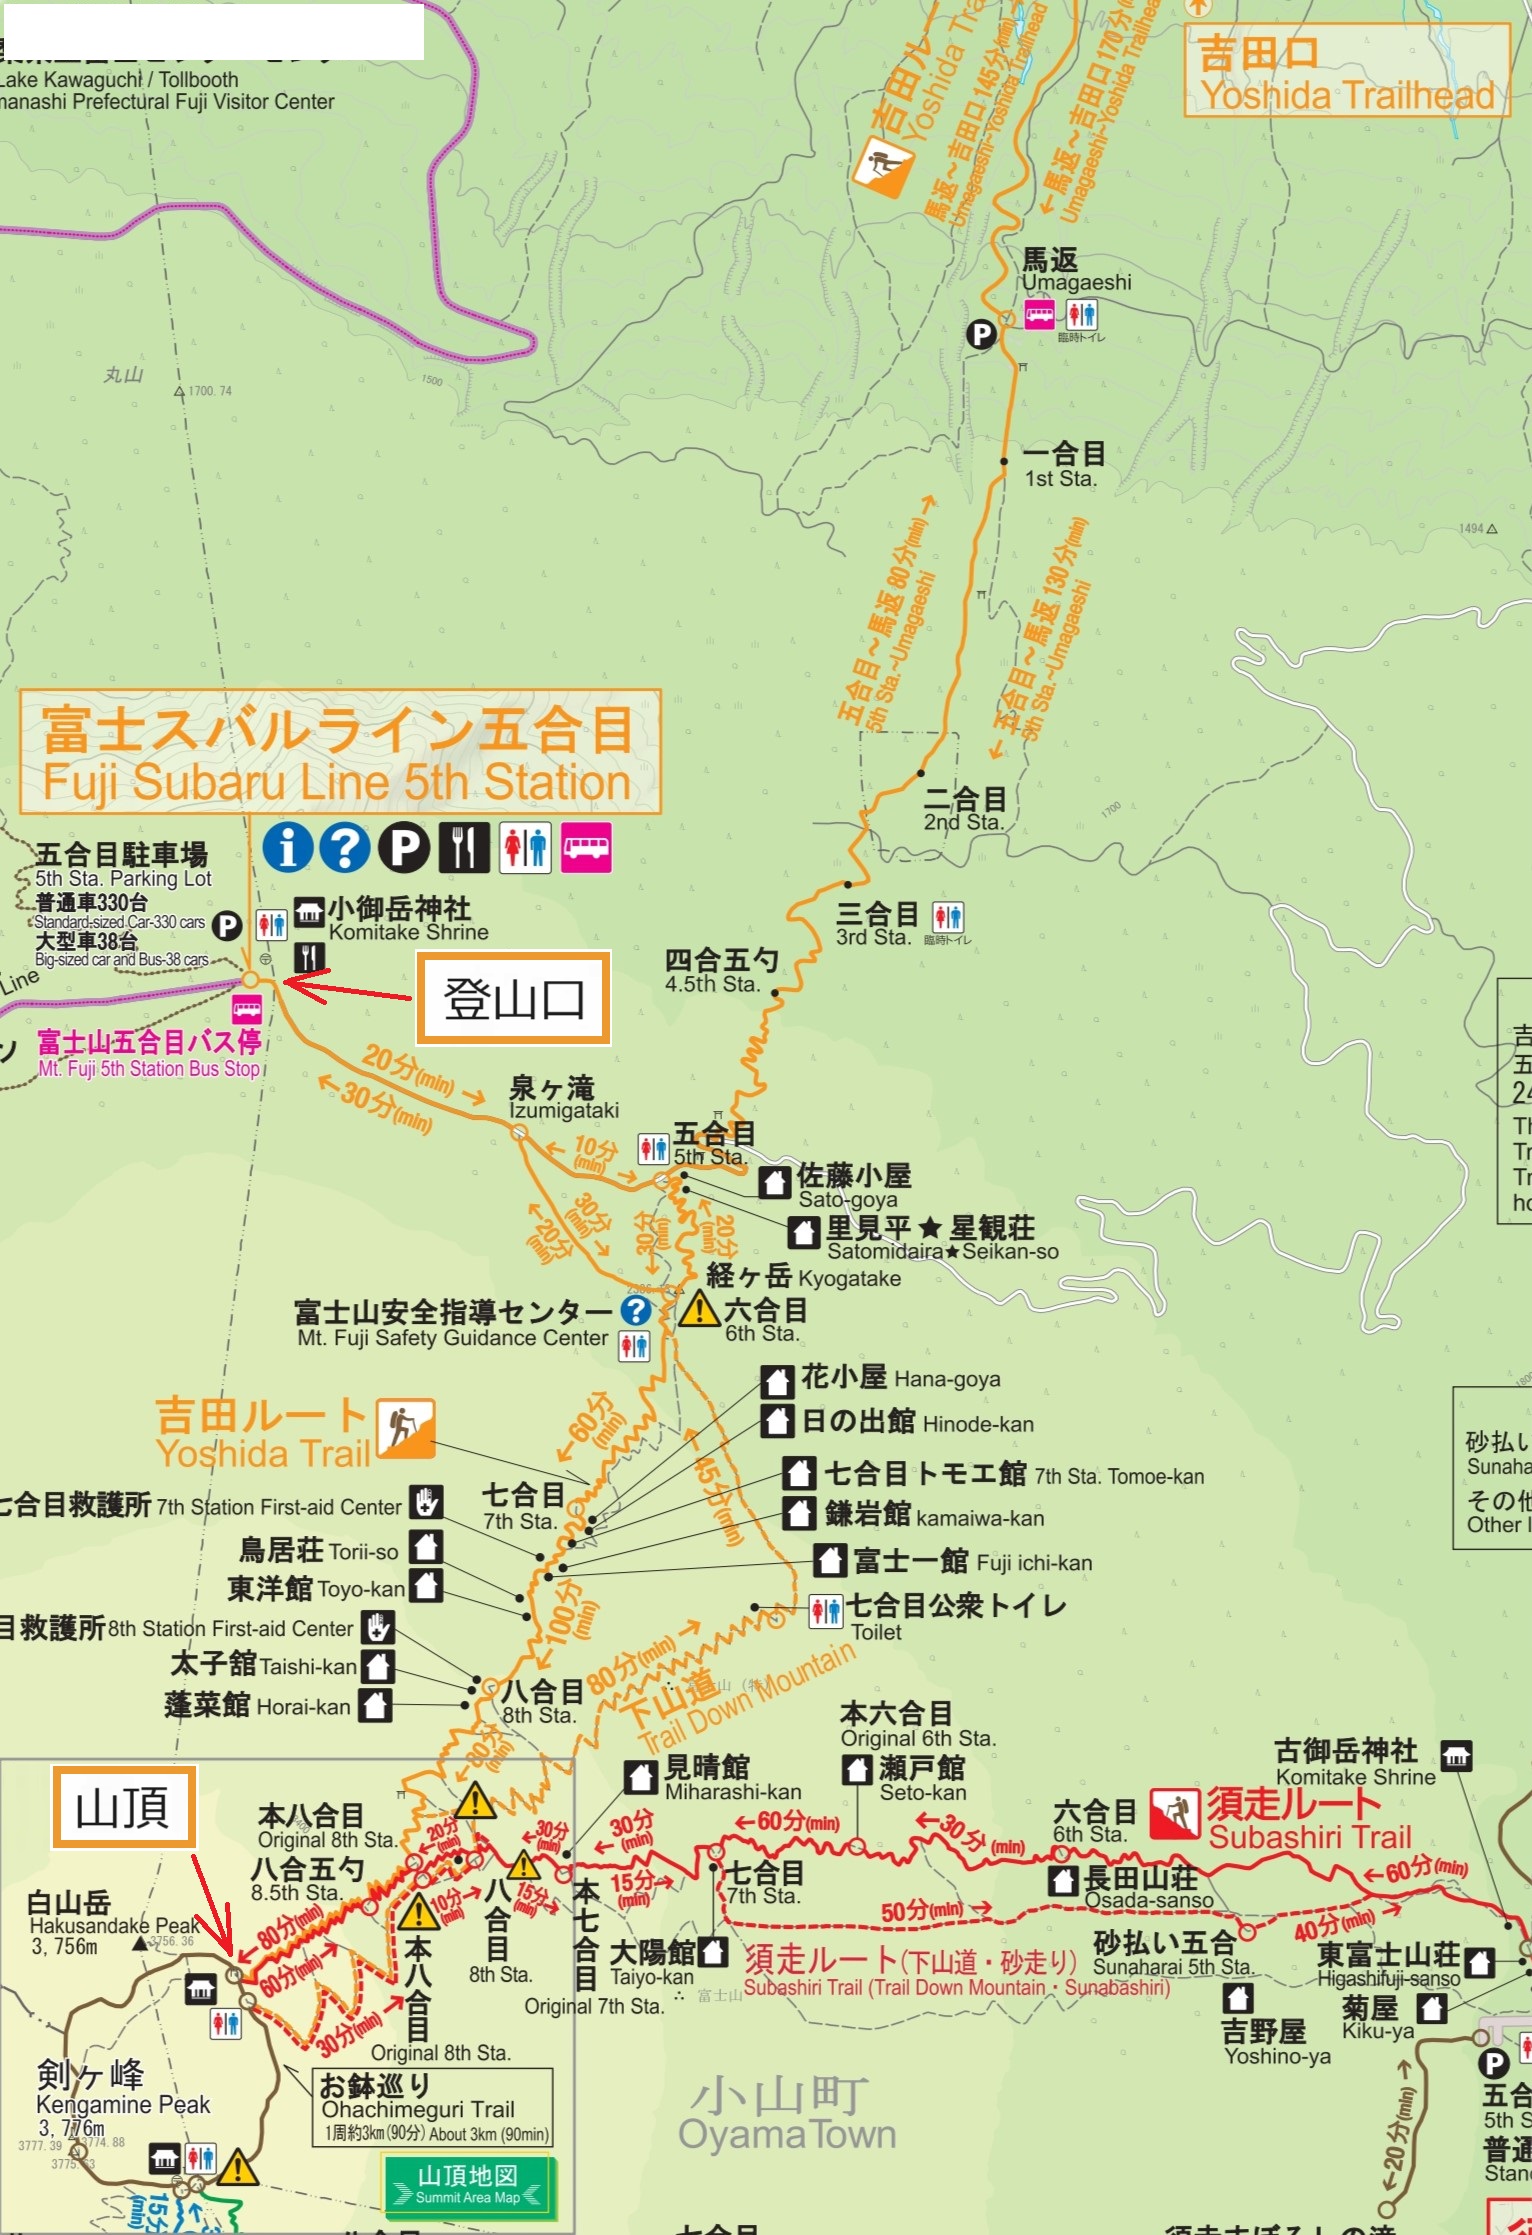 Lake Kawaguchi / Tollbooth
manashi Prefectural Fuji Visitor Center
吉田口
Yoshida Trailhead
吉田ルー
Yoshida Tra
馬返～吉田口 145分(min)→
Umagaeshi~Yoshida Trailhead
←馬返～吉田口 170分(min)
Umagaeshi~Yoshida Trailhead
馬返
Umagaeshi
P
臨時トイレ
丸山
1700.74
1500
一合目
1st Sta.
1494
五合目～馬返 80分(min)→
5th Sta.~Umagaeshi
←五合目～馬返 130分(min)
5th Sta.~Umagaeshi
富士スバルライン五合目
Fuji Subaru Line 5th Station
二合目
2nd Sta.
1700
五合目駐車場
5th Sta. Parking Lot
普通車330台
Standard-sized Car-330 cars
大型車38台
Big-sized car and Bus-38 cars
i ? P
P
小御岳神社
Komitake Shrine
三合目
3rd Sta.
臨時トイレ
四合五勺
4.5th Sta.
Line
登山口
富士山五合目バス停
Mt. Fuji 5th Station Bus Stop
20分(min)→
←30分(min)
泉ヶ滝
Izumigataki
←10分(min)→
五合目
5th Sta.
佐藤小屋
Sato-goya
里見平★星観荘
Satomidaira★Seikan-so
30分(min)
←20分(min)
30分(min)
20分(min)
経ヶ岳 Kyogatake
富士山安全指導センター
Mt. Fuji Safety Guidance Center
?
六合目
6th Sta.
花小屋 Hana-goya
日の出館 Hinode-kan
吉田ルート
Yoshida Trail
←60分(min)
←45分(min)
七合目
7th Sta.
七合目トモエ館 7th Sta. Tomoe-kan
鎌岩館 kamaiwa-kan
七合目救護所 7th Station First-aid Center
鳥居荘 Torii-so
東洋館 Toyo-kan
富士一館 Fuji ichi-kan
七合目公衆トイレ
Toilet
目救護所 8th Station First-aid Center
太子舘 Taishi-kan
蓬菜館 Horai-kan
←100分(min)
80分(min)→
下山道
Trail Down Mountain
八合目
8th Sta.
←80分(min)
山頂
見晴館
Miharashi-kan
本六合目
Original 6th Sta.
瀬戸館
Seto-kan
古御岳神社
Komitake Shrine
須走ルート
Subashiri Trail
六合目
6th Sta.
本八合目
Original 8th Sta.
八合五勺
8.5th Sta.
20分(min)
←30分(min)
←30分(min)
←60分(min)
←30分(min)
←60分(min)
10分(min)→
15分(min)→
15分(min)→
50分(min)→
40分(min)→
七合目
7th Sta.
長田山荘
Osada-sanso
白山岳
Hakusandake Peak
3,756m
3756.36
←80分(min)
60分(min)→
30分(min)→
八合目
8th Sta.
本七合目
Original 7th Sta.
大陽館
Taiyo-kan
本八合目
Original 8th Sta.
須走ルート(下山道・砂走り)
Subashiri Trail (Trail Down Mountain・Sunabashiri)
砂払い五合
Sunaharai 5th Sta.
東富士山荘
Higashifuji-sanso
菊屋
Kiku-ya
吉野屋
Yoshino-ya
剣ヶ峰
Kengamine Peak
3,776m
3777.39
3774.88
お鉢巡り
Ohachimeguri Trail
1周約3km(90分) About 3km (90min)
小山町
Oyama Town
山頂地図
Summit Area Map
15分(min)
←20分(min)→
P
五合
5th S
普通
Stan
砂払い
Sunaha
その他
Other l
吉
五
24
Th
Tr
Tr
ho